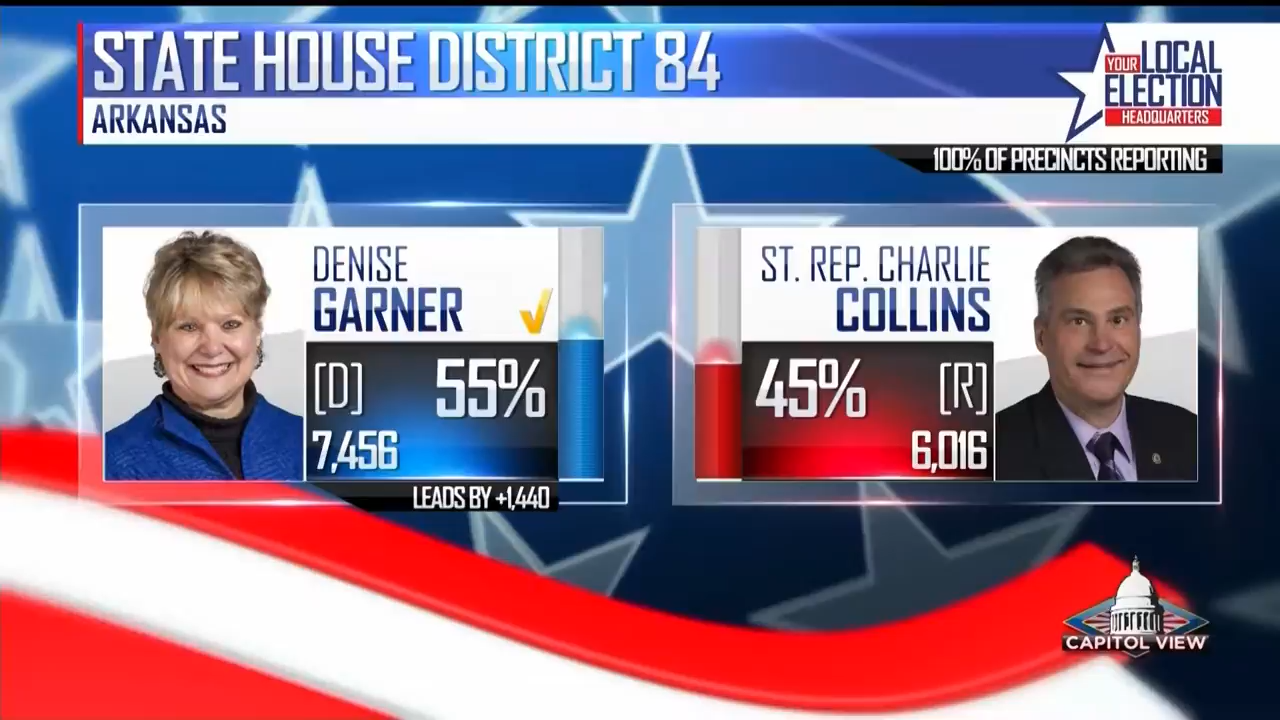 STATE HOUSE DISTRICT 84
ARKANSAS
YOUR LOCAL
ELECTION
HEADQUARTERS
100% OF PRECINCTS REPORTING
DENISE
GARNER
[D] 55%
7,456
LEADS BY +1,440
ST. REP. CHARLIE
COLLINS
45% [R]
6,016
CAPITOL VIEW